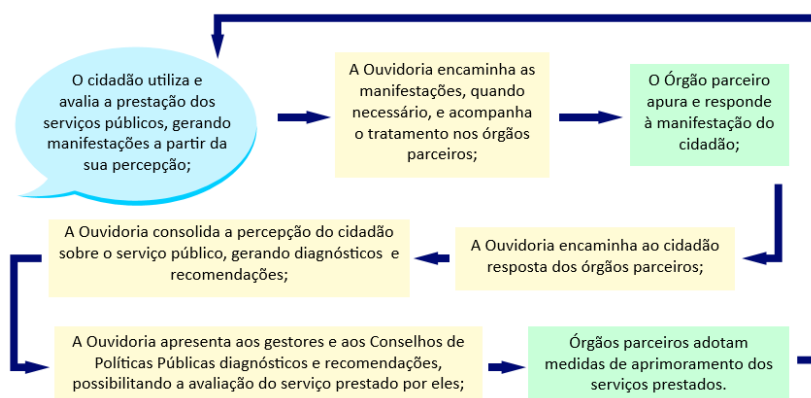 O cidadão utiliza e
avalia a prestação dos
serviços públicos, gerando
manifestações a partir da
sua percepção;
A Ouvidoria encaminha as
manifestações, quando
necessário, e acompanha
o tratamento nos órgãos
parceiros;
O Órgão parceiro
apura e responde
à manifestação do
cidadão;
A Ouvidoria encaminha ao cidadão
resposta dos órgãos parceiros;
A Ouvidoria consolida a percepção do cidadão
sobre o serviço público, gerando diagnósticos e
recomendações;
A Ouvidoria apresenta aos gestores e aos Conselhos de
Políticas Públicas diagnósticos e recomendações,
possibilitando a avaliação do serviço prestado por eles;
Órgãos parceiros adotam
medidas de aprimoramento dos
serviços prestados.